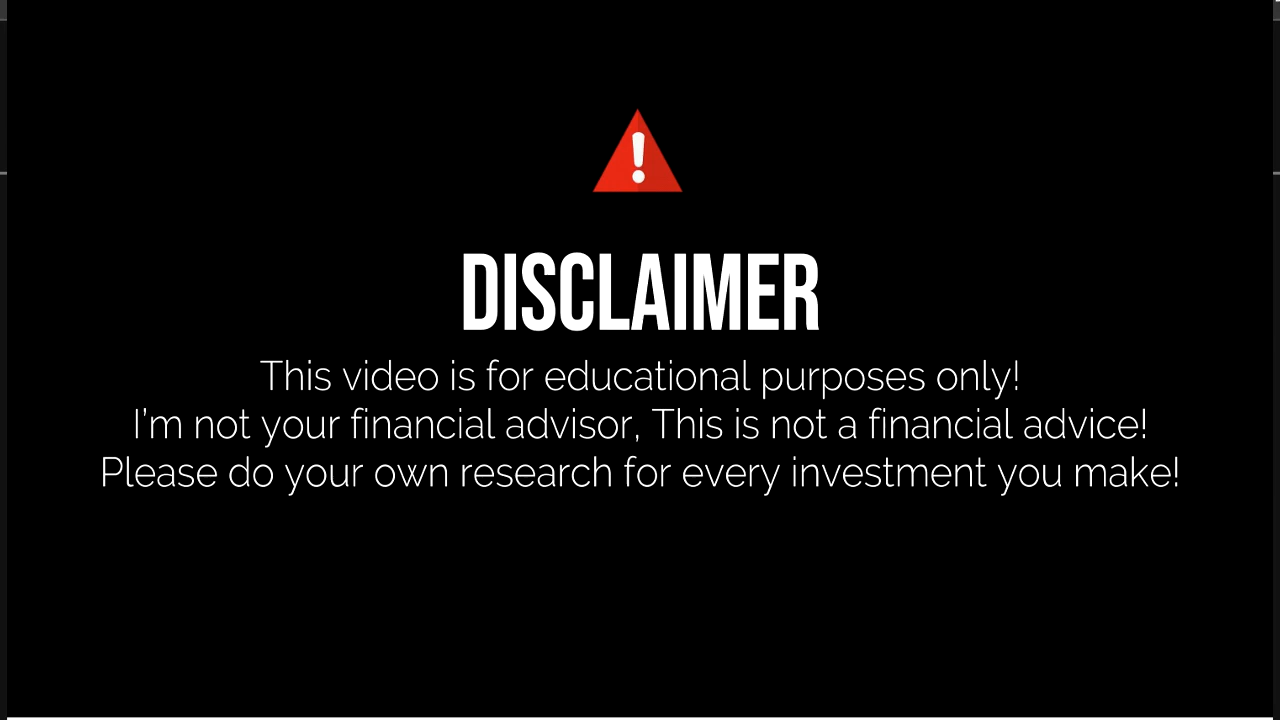 DISCLAIMER
This video is for educational purposes only!
I'm not your financial advisor, This is not a financial advice!
Please do your own research for every investment you make!